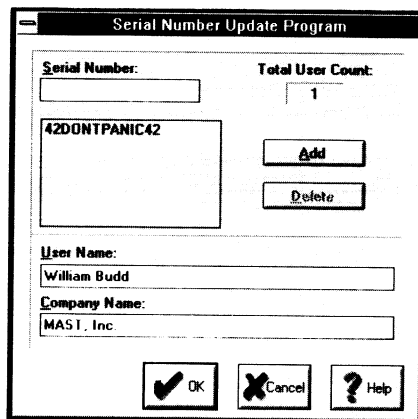 Serial Number Update Program
Serial Number:
Total User Count:
1
42DONTPANIC42
Add
Delete
User Name:
William Budd
Company Name:
MAST, Inc.
OK
Cancel
Help